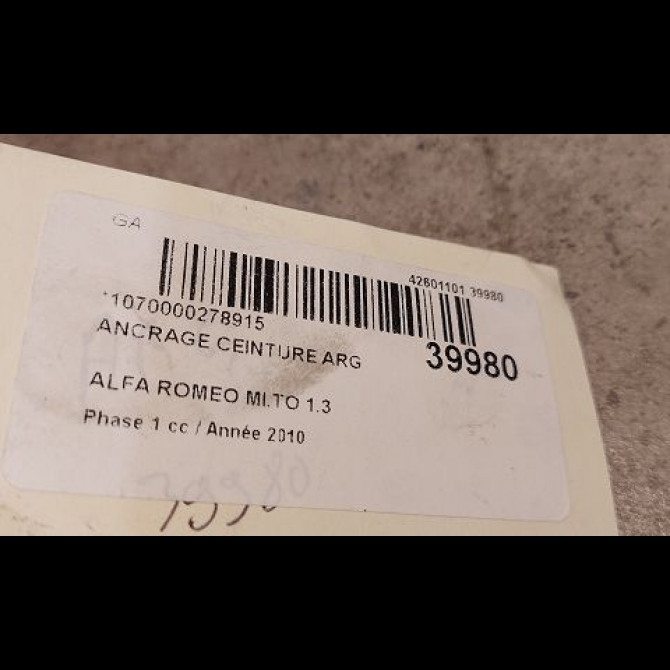 GA
42601101 39980
*1070000278915
ANCRAGE CEINTURE ARG
39980
ALFA ROMEO MI.TO 1.3
Phase 1 cc / Année 2010
39980